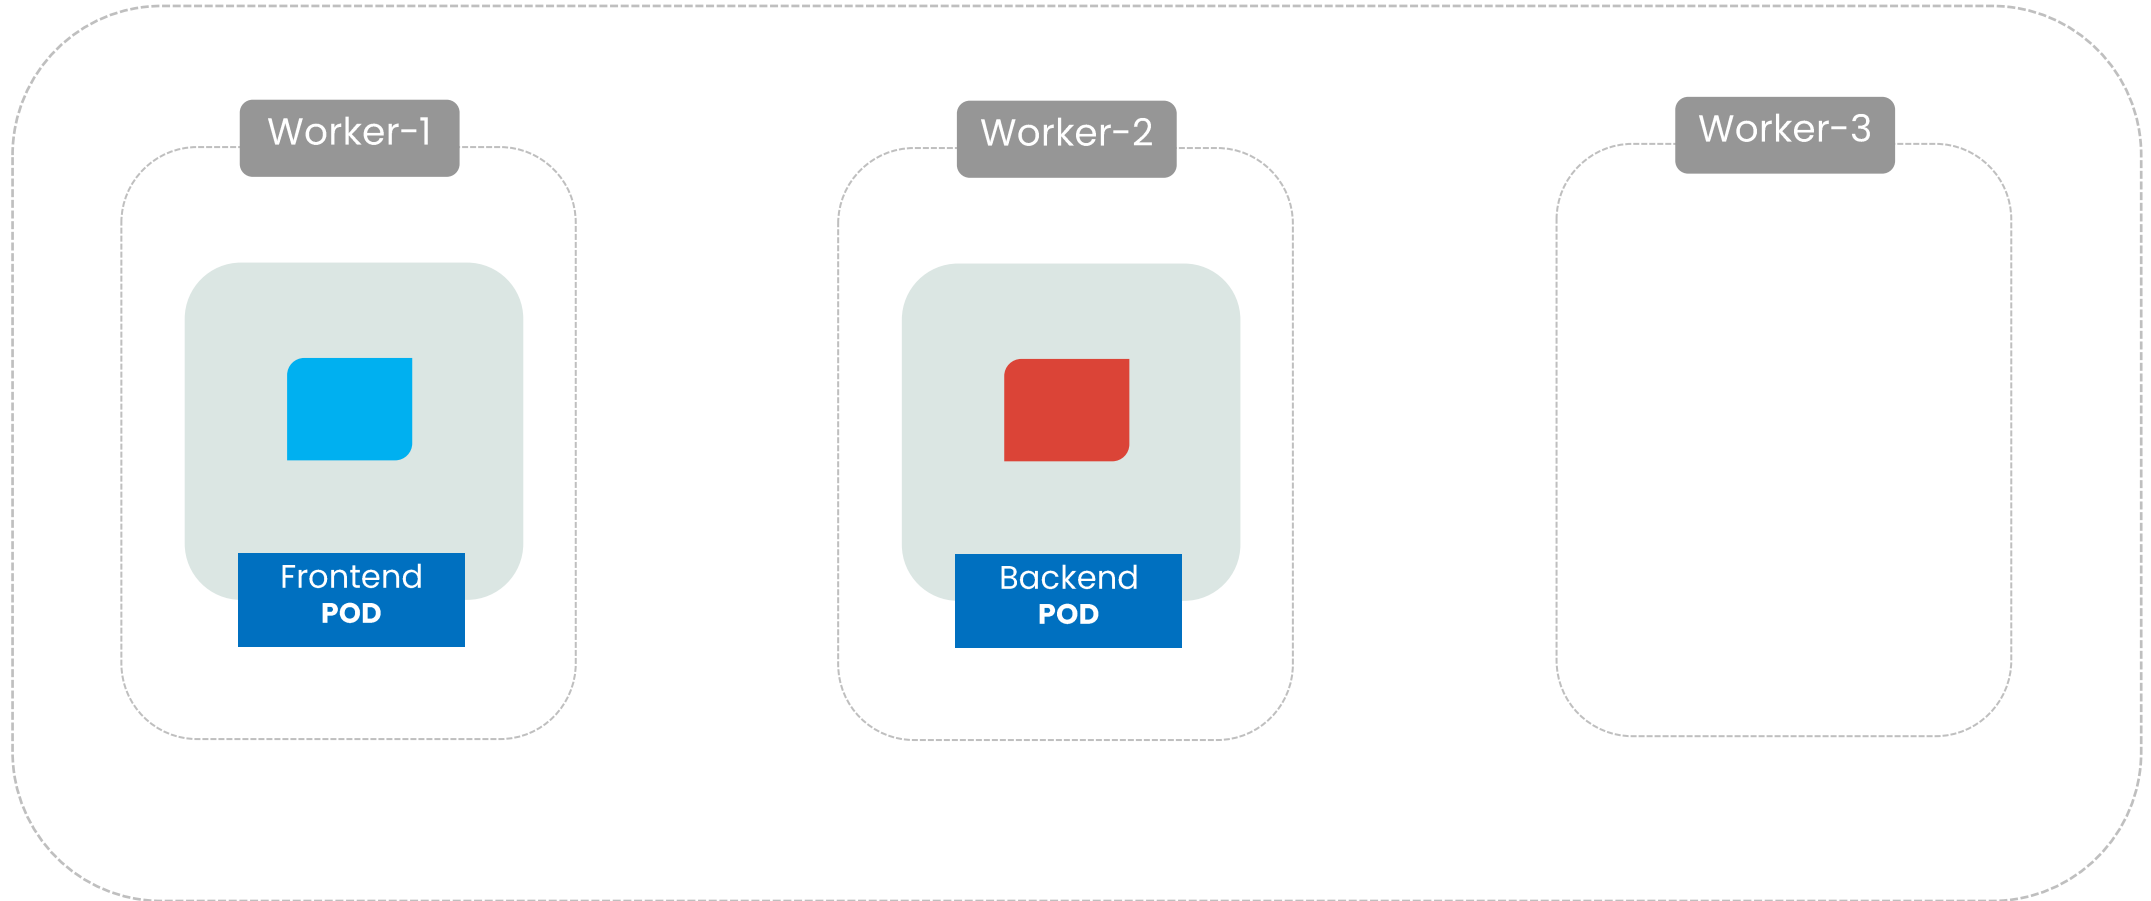 Worker-1
Worker-2
Worker-3
Frontend
POD
Backend
POD